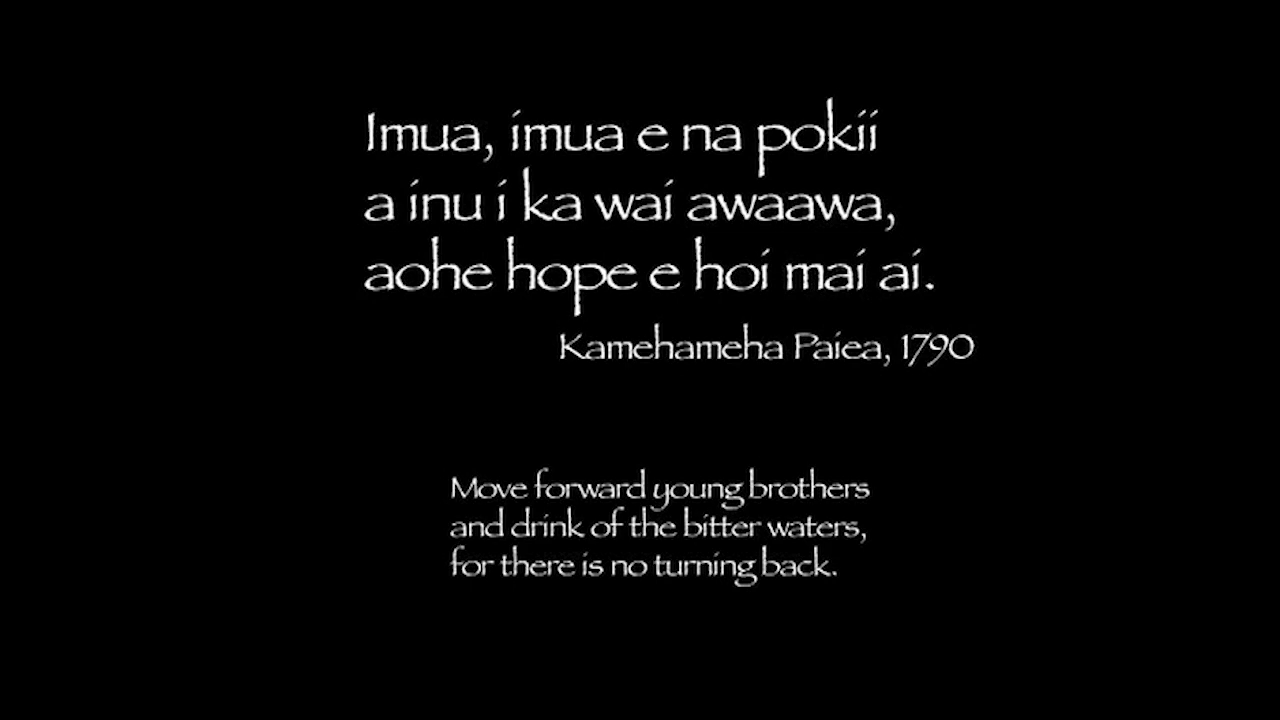 Imua, imua e na pokii
a inu i ka wai awaawa,
aohe hope e hoi mai ai.
Kamehameha Paiea, 1790
Move forward young brothers
and drink of the bitter waters,
for there is no turning back.